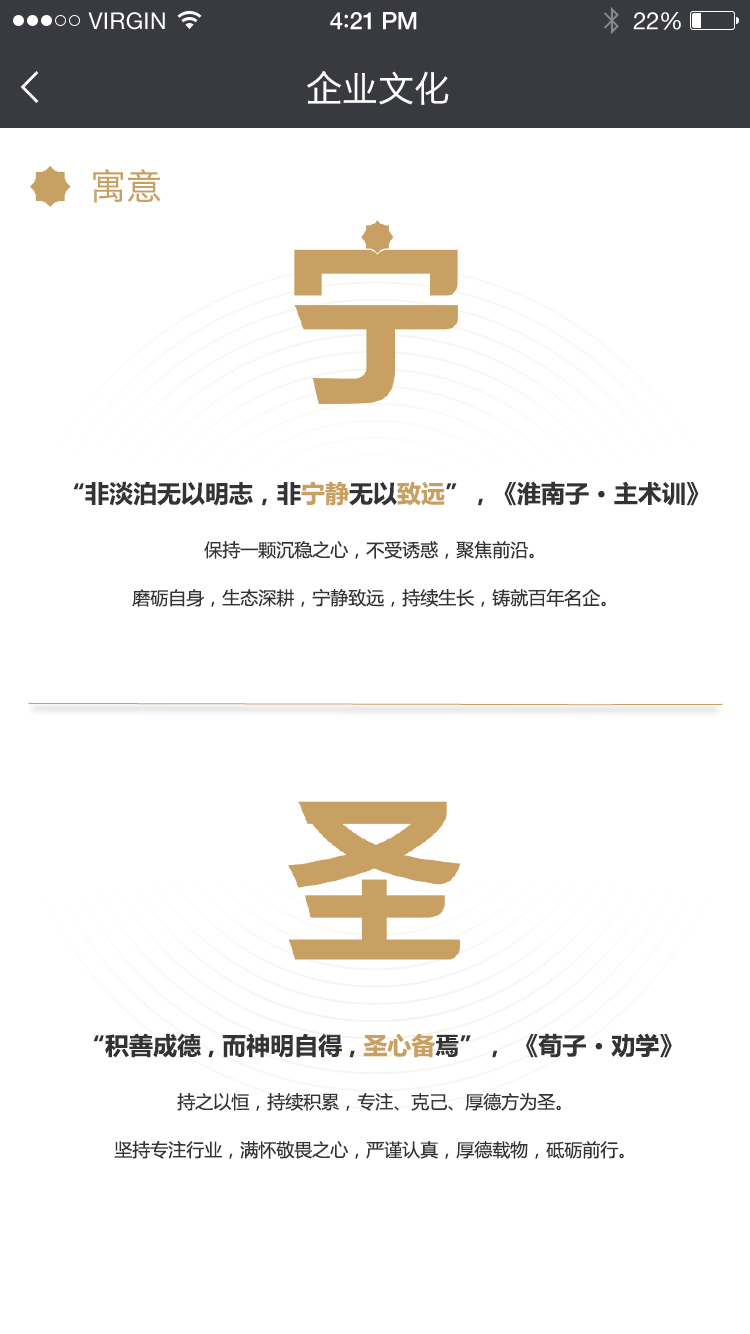 VIRGIN 4:21 PM 22%
企业文化
寓意
宁
“非淡泊无以明志，非宁静无以致远”，《淮南子·主术训》
保持一颗沉稳之心，不受诱惑，聚焦前沿。
磨砺自身，生态深耕，宁静致远，持续生长，铸就百年名企。
圣
“积善成德，而神明自得，圣心备焉”，《荀子·劝学》
持之以恒，持续积累，专注、克己、厚德方为圣。
坚持专注行业，满怀敬畏之心，严谨认真，厚德载物，砥砺前行。